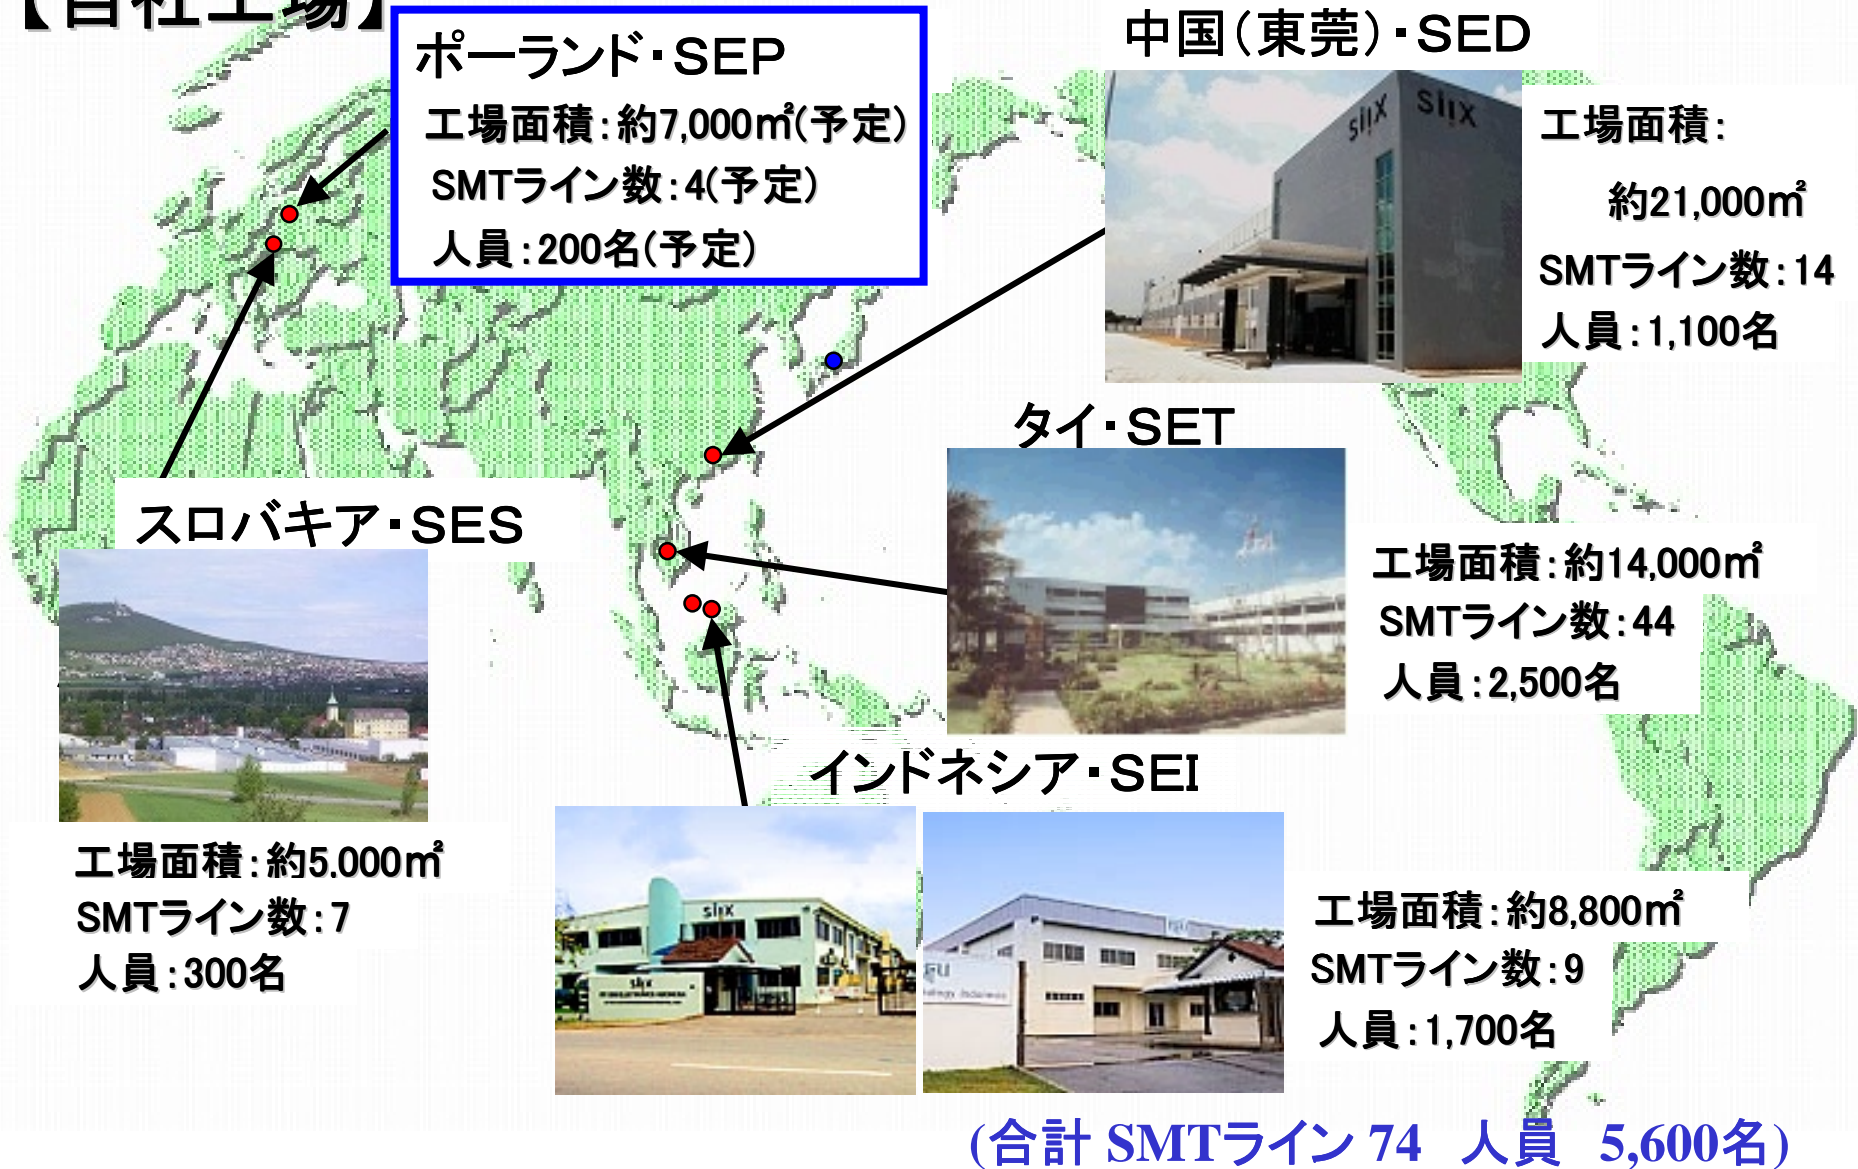 【自社工場】
ポーランド・SEP
工場面積:約7,000㎡(予定)
SMTライン数:4(予定)
人員:200名(予定)
中国(東莞)・SED
siix siix
工場面積:
約21,000㎡
SMTライン数:14
人員:1,100名
タイ・SET
工場面積:約14,000㎡
SMTライン数:44
人員:2,500名
スロバキア・SES
工場面積:約5,000㎡
SMTライン数:7
人員:300名
インドネシア・SEI
siix
siix
工場面積:約8,800㎡
SMTライン数:9
人員:1,700名
(合計 SMTライン 74 人員 5,600名)